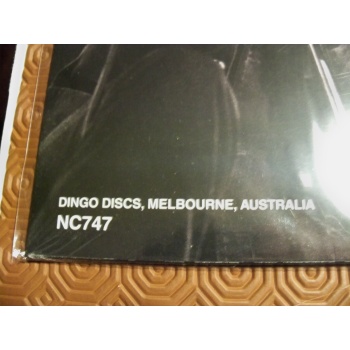 DINGO DISCS, MELBOURNE, AUSTRALIA
NC747